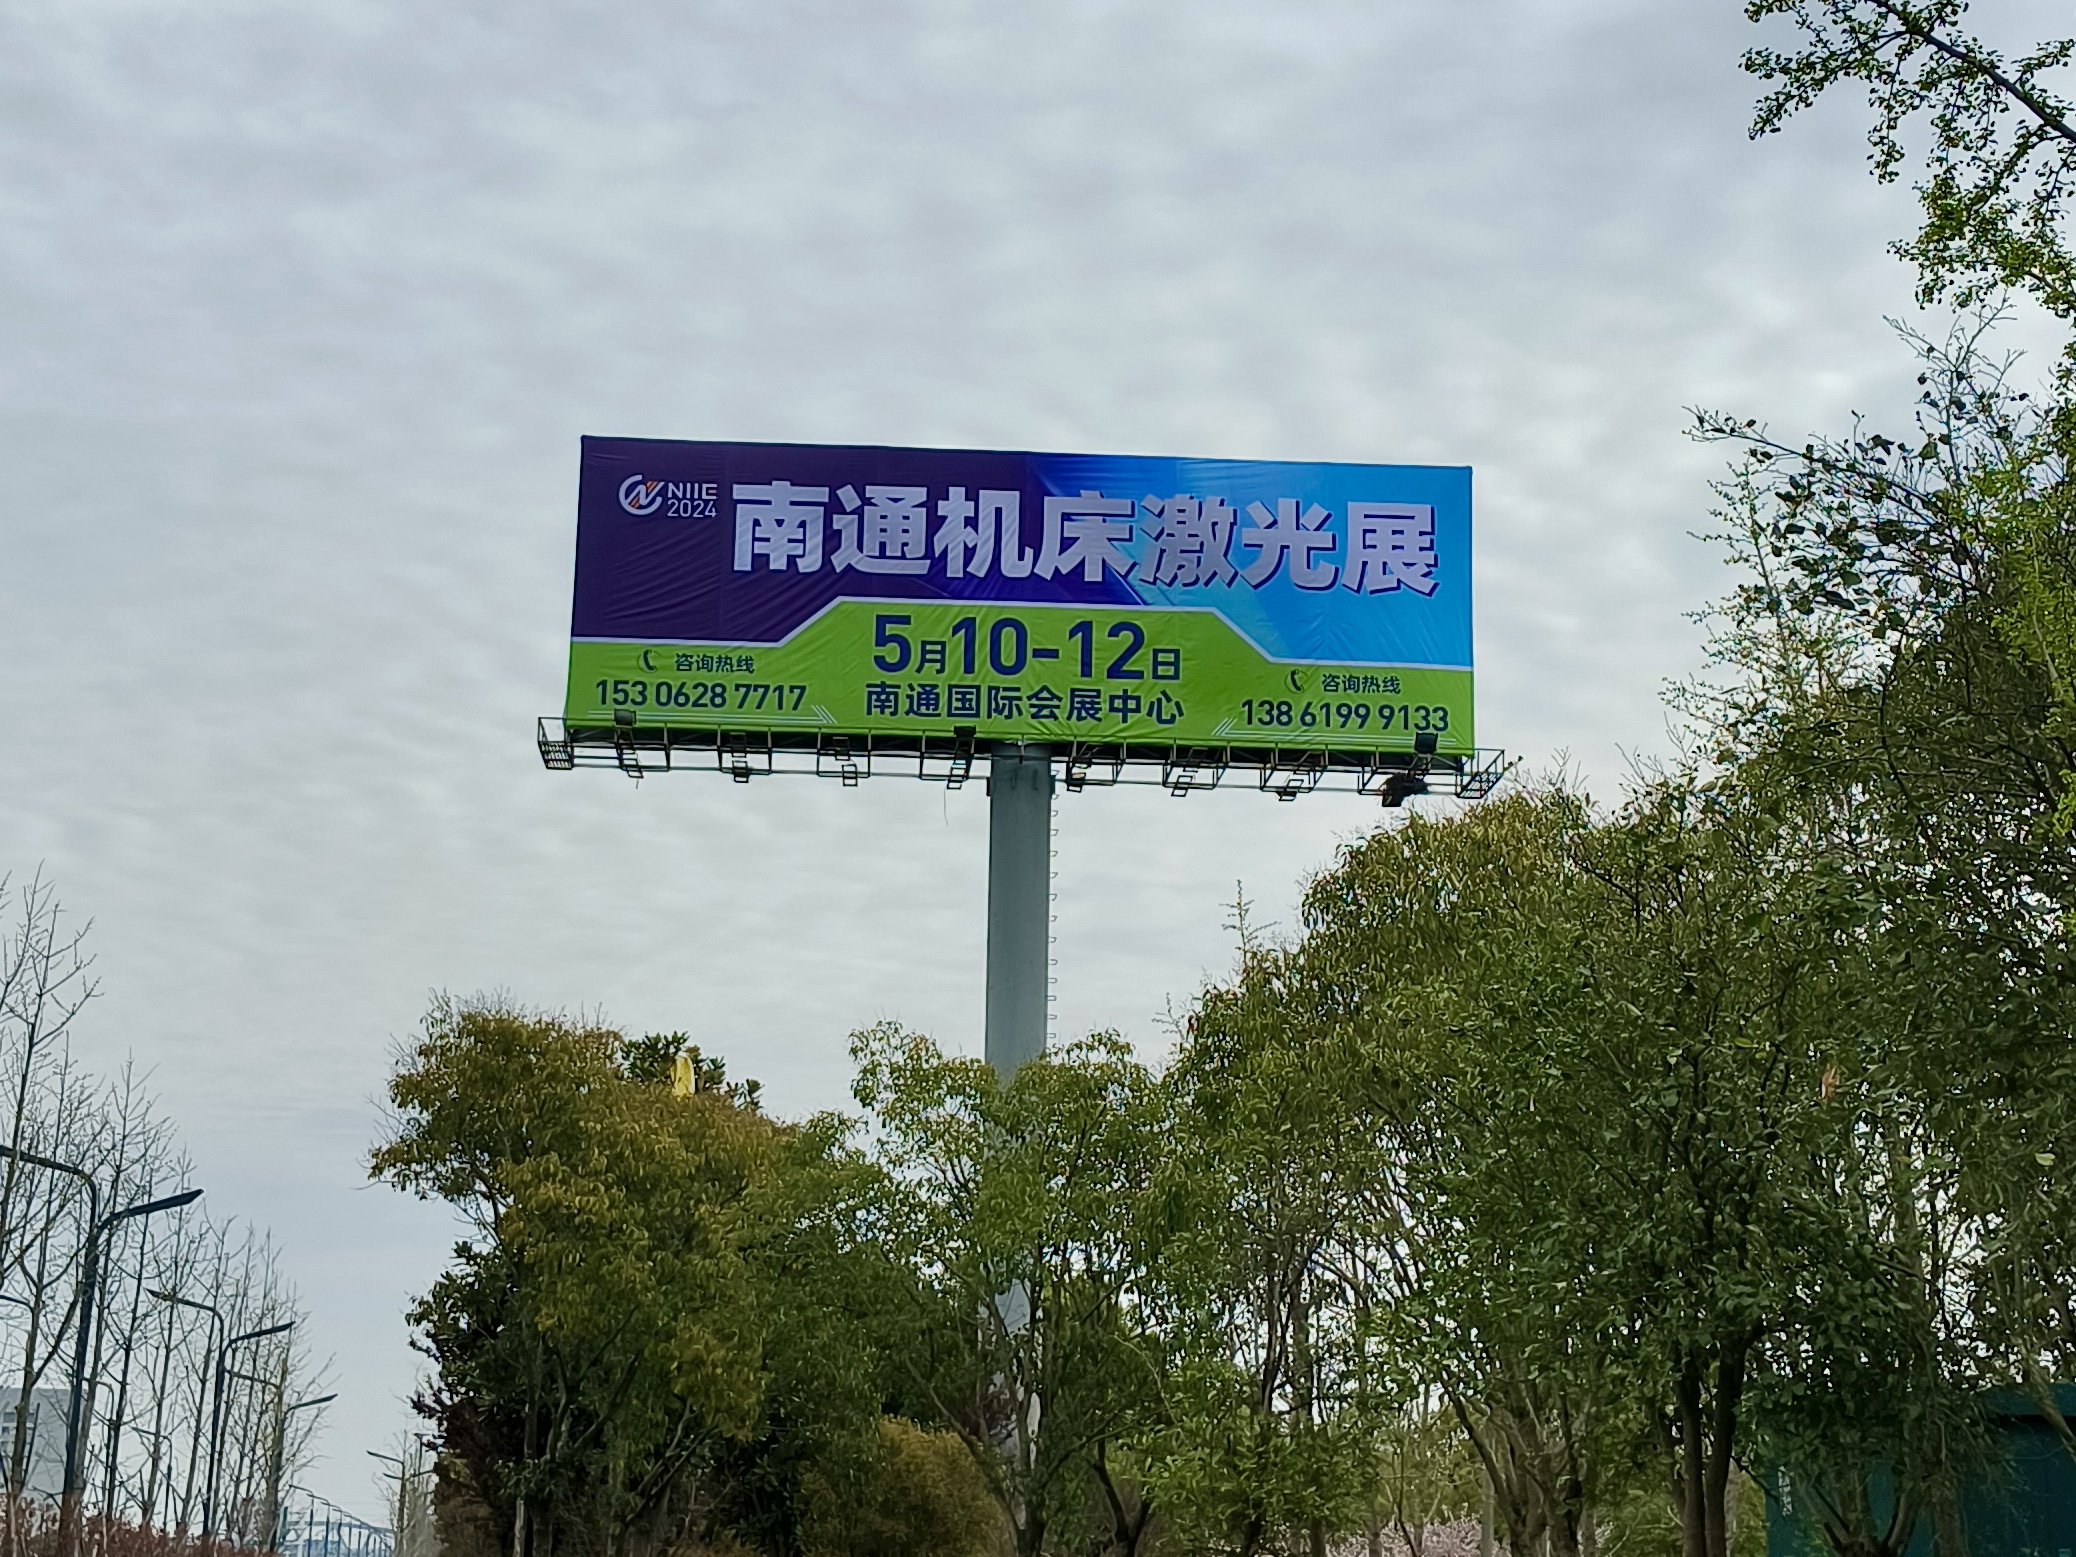 NIIE
2024
南通机床激光展
5月10-12日
南通国际会展中心
咨询热线
153 0628 7717
咨询热线
138 6199 9133